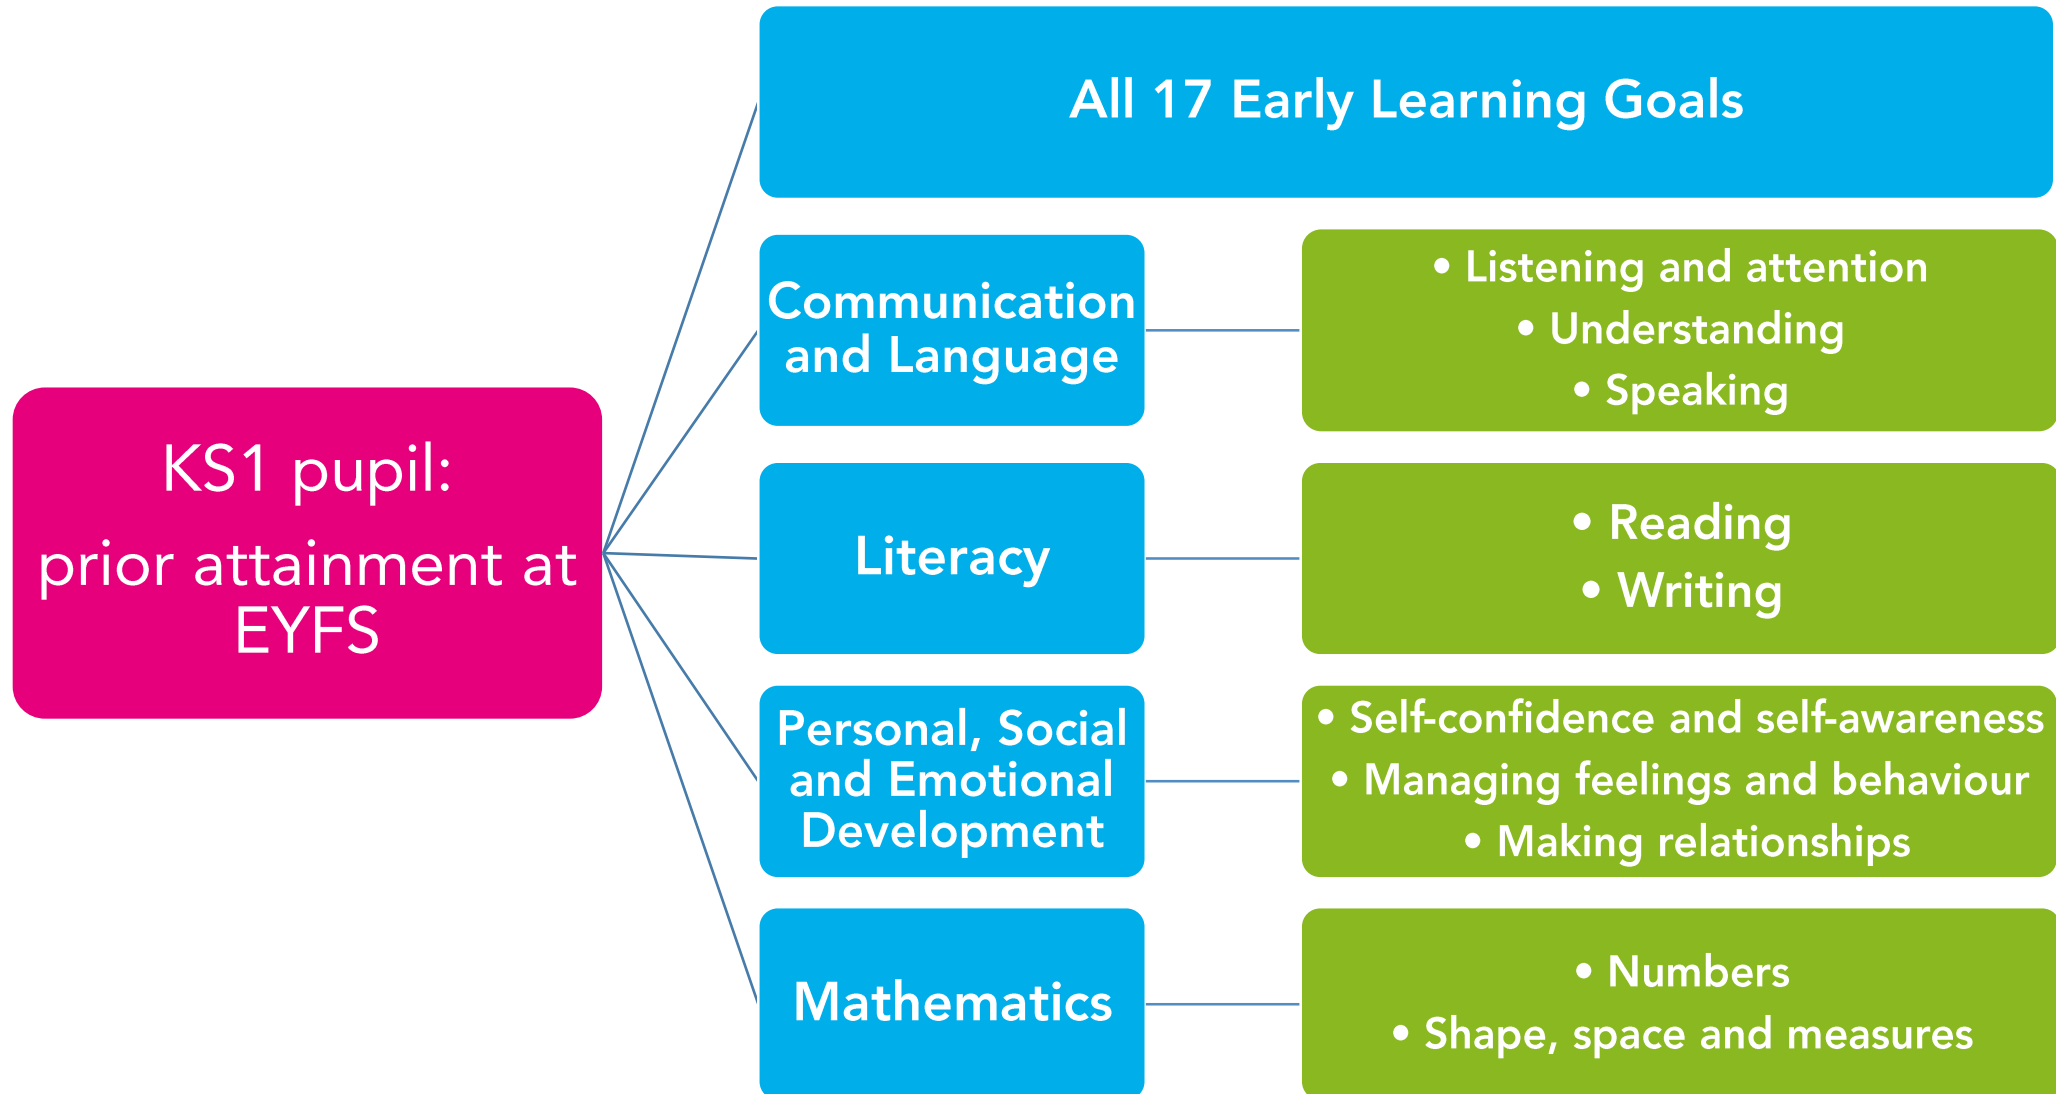 KS1 pupil:
prior attainment at
EYFS
All 17 Early Learning Goals
Communication
and Language
• Listening and attention
• Understanding
• Speaking
Literacy
• Reading
• Writing
Personal, Social
and Emotional
Development
• Self-confidence and self-awareness
• Managing feelings and behaviour
• Making relationships
Mathematics
• Numbers
• Shape, space and measures